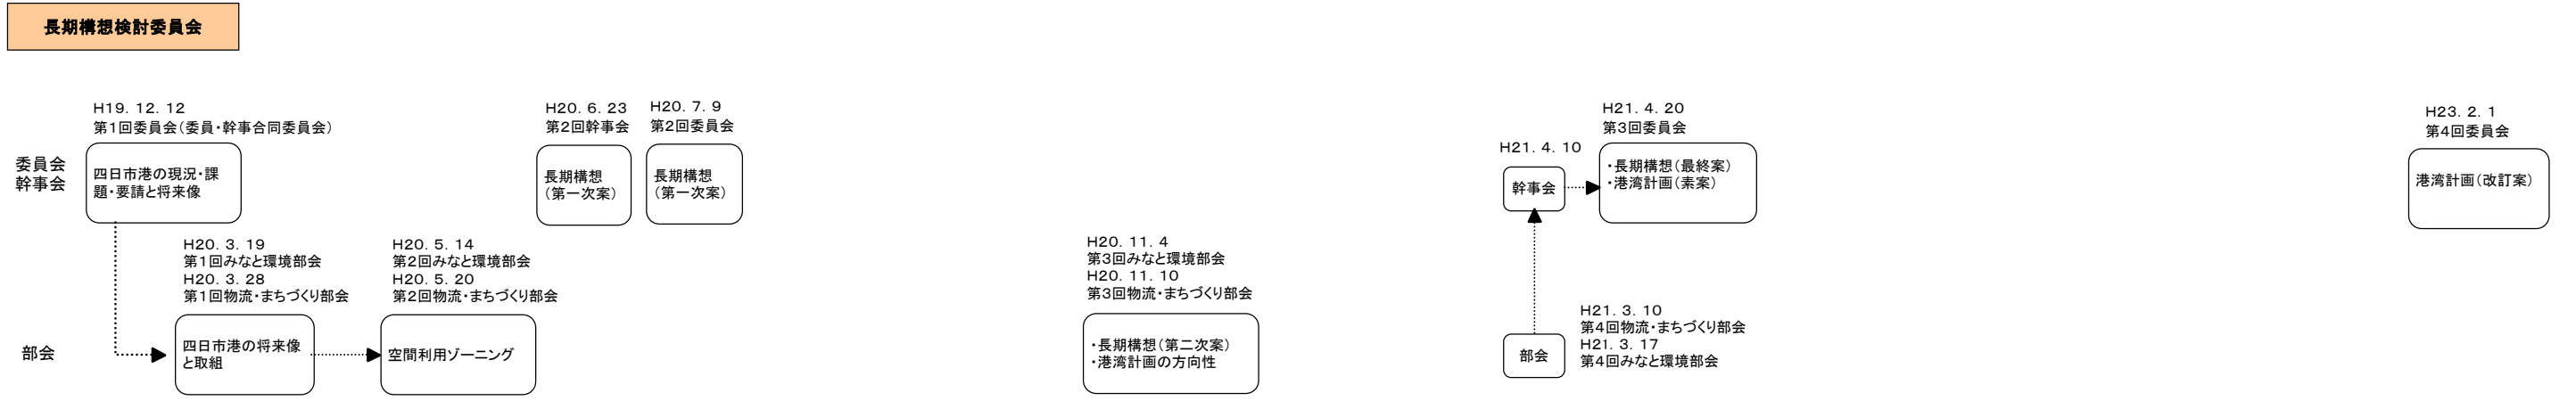 長期構想検討委員会
H19. 12. 12
第1回委員会(委員・幹事合同委員会)
H20. 6. 23
第2回幹事会
H20. 7. 9
第2回委員会
H21. 4. 10
H21. 4. 20
第3回委員会
H23. 2. 1
第4回委員会
委員会
幹事会
四日市港の現況・課
題・要請と将来像
長期構想
(第一次案)
長期構想
(第一次案)
幹事会
・長期構想(最終案)
・港湾計画(素案)
港湾計画(改訂案)
H20. 3. 19
第1回みなと環境部会
H20. 3. 28
第1回物流・まちづくり部会
H20. 5. 14
第2回みなと環境部会
H20. 5. 20
第2回物流・まちづくり部会
H20. 11. 4
第3回みなと環境部会
H20. 11. 10
第3回物流・まちづくり部会
部会
四日市港の将来像
と取組
空間利用ゾーニング
・長期構想(第二次案)
・港湾計画の方向性
部会
H21. 3. 10
第4回物流・まちづくり部会
H21. 3. 17
第4回みなと環境部会